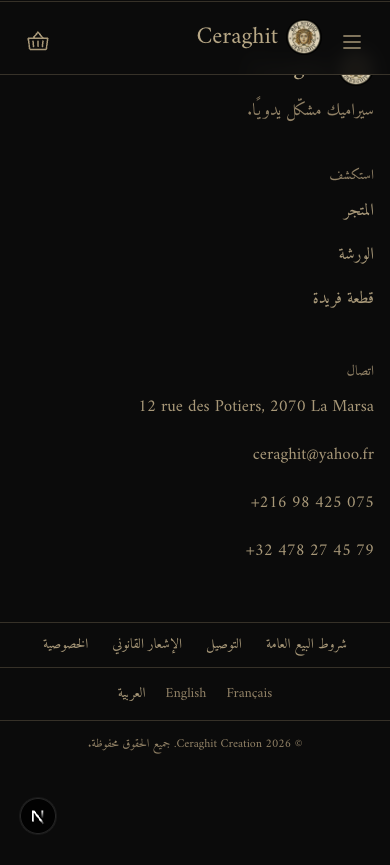 Ceraghit
سيراميك مشكّل يدويًا.
استكشف
المتجر
الورشة
قطعة فريدة
اتصال
12 rue des Potiers, 2070 La Marsa
ceraghit@yahoo.fr
+216 98 425 075
+32 478 27 45 79
شروط البيع العامة التوصيل الإشعار القانوني الخصوصية
Français English العربية
© 2026 Ceraghit Creation. جميع الحقوق محفوظة.
N